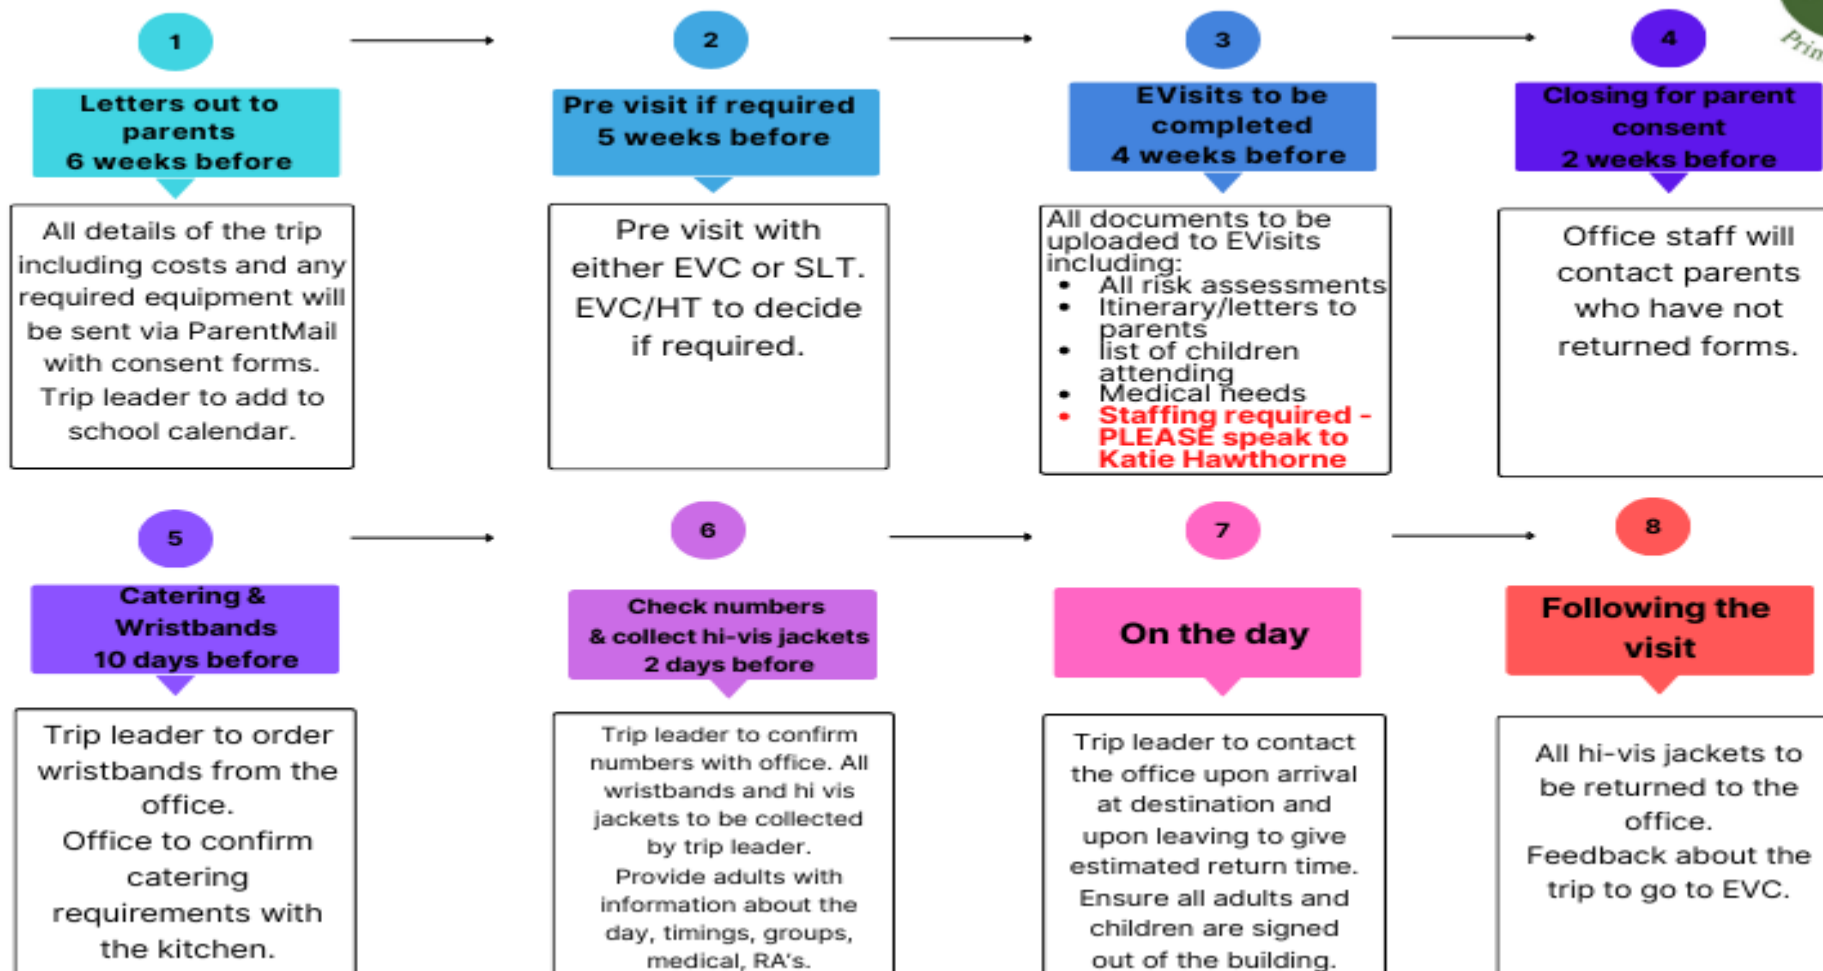 1
2
3
4
Letters out to
parents
6 weeks before
Pre visit if required
5 weeks before
EVisits to be
completed
4 weeks before
Closing for parent
consent
2 weeks before
All details of the trip
including costs and any
required equipment will
be sent via ParentMail
with consent forms.
Trip leader to add to
school calendar.
Pre visit with
either EVC or SLT.
EVC/HT to decide
if required.
All documents to be
uploaded to EVisits
including:
• All risk assessments
• Itinerary/letters to
parents
• list of children
attending
• Medical needs
• Staffing required -
PLEASE speak to
Katie Hawthorne
Office staff will
contact parents
who have not
returned forms.
5
6
7
8
Catering &
Wristbands
10 days before
Check numbers
& collect hi-vis jackets
2 days before
On the day
Following the
visit
Trip leader to order
wristbands from the
office.
Office to confirm
catering
requirements with
the kitchen.
Trip leader to confirm
numbers with office. All
wristbands and hi vis
jackets to be collected
by trip leader.
Provide adults with
information about the
day, timings, groups,
medical, RA's.
Trip leader to contact
the office upon arrival
at destination and
upon leaving to give
estimated return time.
Ensure all adults and
children are signed
out of the building.
All hi-vis jackets to
be returned to the
office.
Feedback about the
trip to go to EVC.